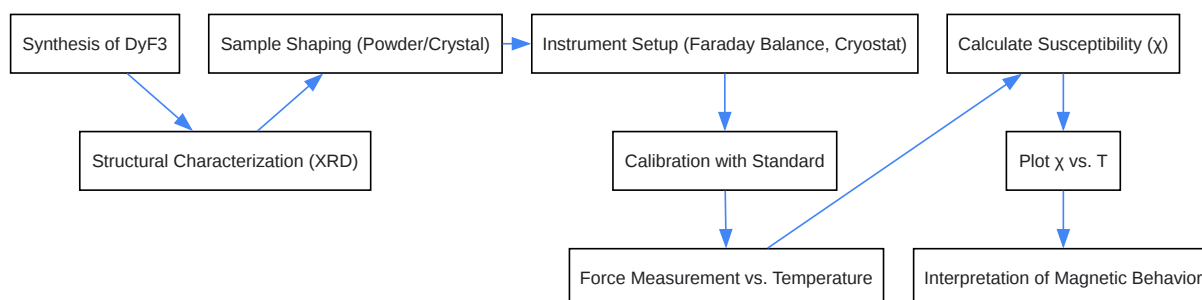 Synthesis of DyF3
Structural Characterization (XRD)
Sample Shaping (Powder/Crystal)
Instrument Setup (Faraday Balance, Cryostat)
Calibration with Standard
Force Measurement vs. Temperature
Calculate Susceptibility (χ)
Plot χ vs. T
Interpretation of Magnetic Behavior